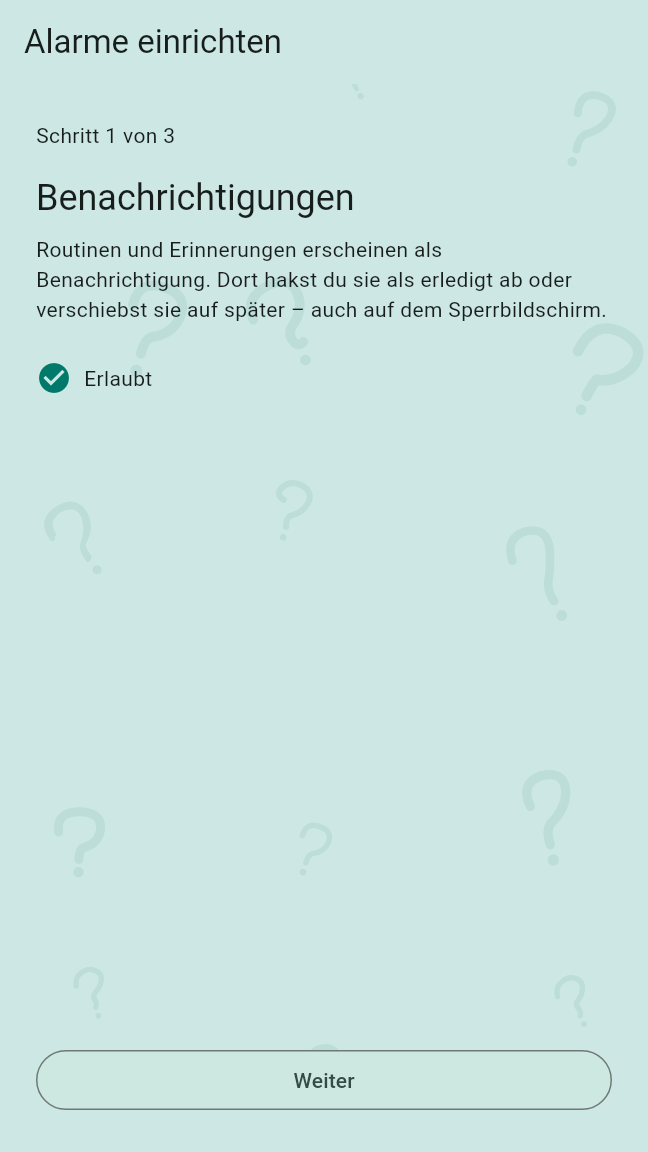 Alarme einrichten
Schritt 1 von 3
Benachrichtigungen
Routinen und Erinnerungen erscheinen als
Benachrichtigung. Dort hakst du sie als erledigt ab oder
verschiebst sie auf später – auch auf dem Sperrbildschirm.
Erlaubt
Weiter